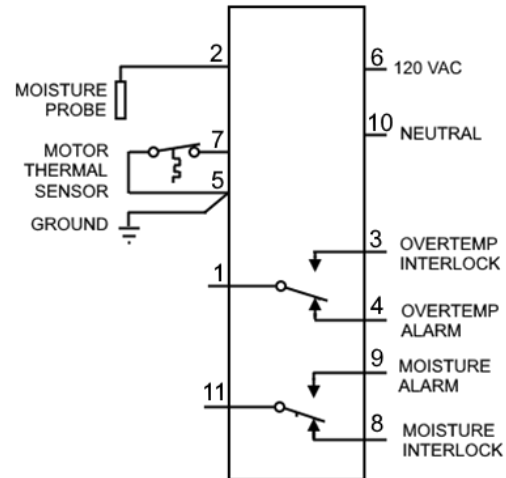 2
MOISTURE
PROBE
6
120 VAC
10
NEUTRAL
MOTOR
THERMAL
SENSOR
7
5
GROUND
3
OVERTEMP
INTERLOCK
1
4
OVERTEMP
ALARM
9
MOISTURE
ALARM
11
8
MOISTURE
INTERLOCK